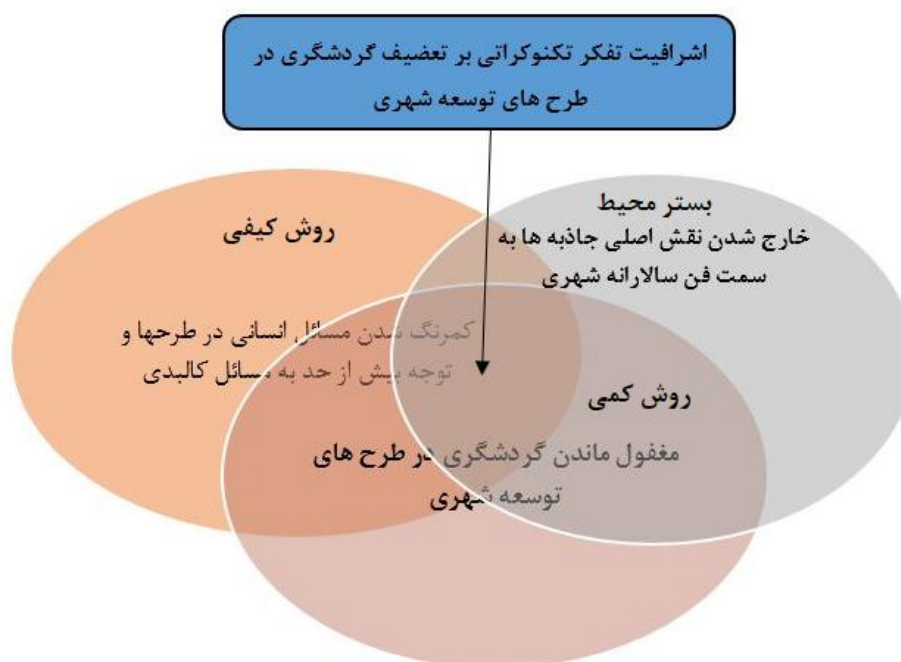 اشرافیت تفکر تکنوکراتی بر تعضیف گردشگری در
طرح های توسعه شهری
بستر محیط
خارج شدن نقش اصلی جاذبه ها به
سمت فن سالارانه شهری
روش کیفی
کمرنگ شدن مسائل انسانی در طرحها و
توجه بیش از حد به مسائل کالبدی
روش کمی
مغفول ماندن گردشگری در طرح های
توسعه شهری